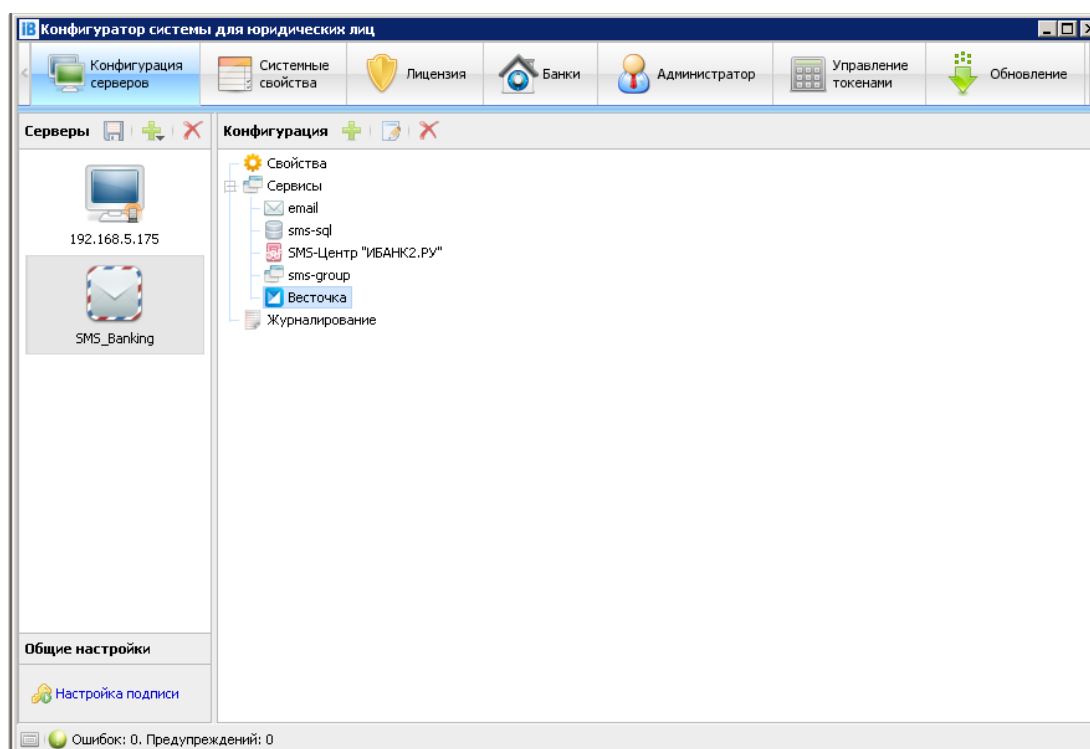 iB Конфигуратор системы для юридических лиц
Конфигурация
серверов
Системные
свойства
Лицензия
Банки
Администратор
Управление
токенами
Обновление
Серверы
Конфигурация
192.168.5.175
SMS_Banking
Свойства
Сервисы
email
sms-sql
SMS-Центр "ИБАНК2.РУ"
sms-group
Весточка
Журналирование
Общие настройки
Настройка подписи
Ошибок: 0. Предупреждений: 0